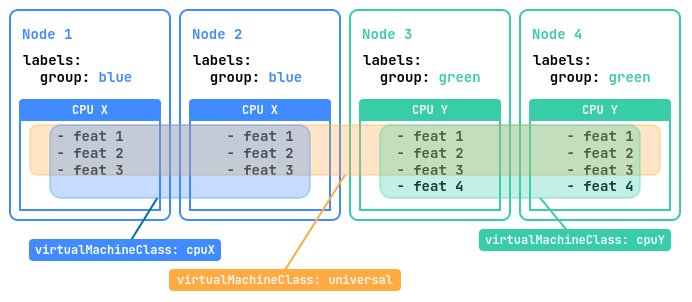 Node 1
labels:
group: blue
CPU X
- feat 1
- feat 2
- feat 3
Node 2
labels:
group: blue
CPU X
- feat 1
- feat 2
- feat 3
Node 3
labels:
group: green
CPU Y
- feat 1
- feat 2
- feat 3
- feat 4
Node 4
labels:
group: green
CPU Y
- feat 1
- feat 2
- feat 3
- feat 4
virtualMachineClass: cpuX
virtualMachineClass: universal
virtualMachineClass: cpuY